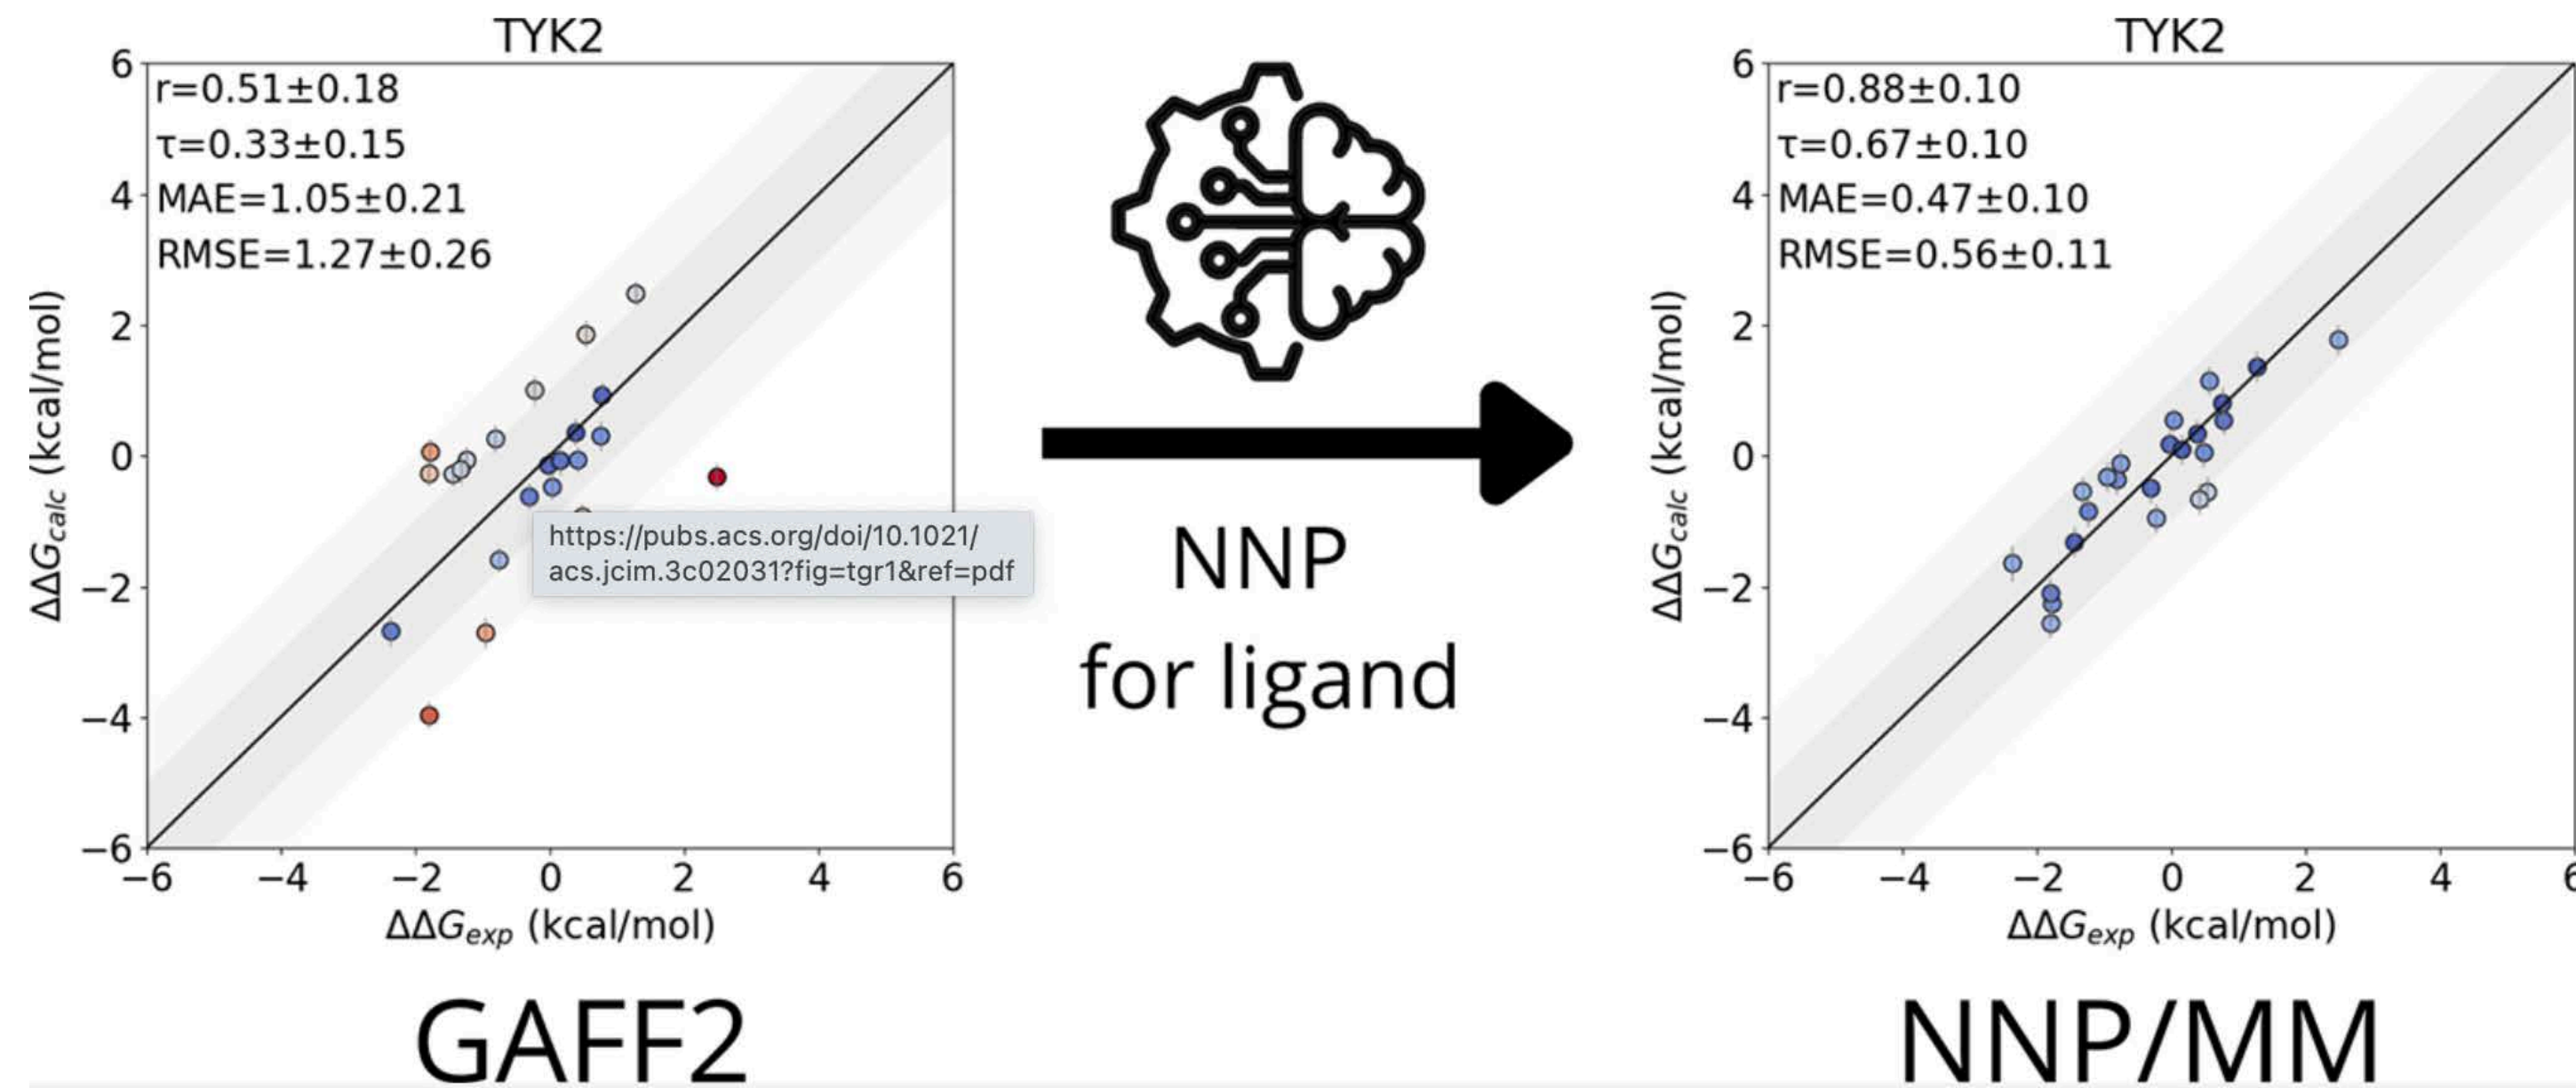 TYK2
r=0.51±0.18
τ=0.33±0.15
MAE=1.05±0.21
RMSE=1.27±0.26
6
4
2
0
−2
−4
−6
ΔΔGcalc (kcal/mol)
−6 −4 −2 0 2 4 6
ΔΔGexp (kcal/mol)
GAFF2
https://pubs.acs.org/doi/10.1021/
acs.jcim.3c02031?fig=tgr1&ref=pdf
NNP
for ligand
TYK2
r=0.88±0.10
τ=0.67±0.10
MAE=0.47±0.10
RMSE=0.56±0.11
6
4
2
0
−2
−4
−6
ΔΔGcalc (kcal/mol)
−6 −4 −2 0 2 4 6
ΔΔGexp (kcal/mol)
NNP/MM